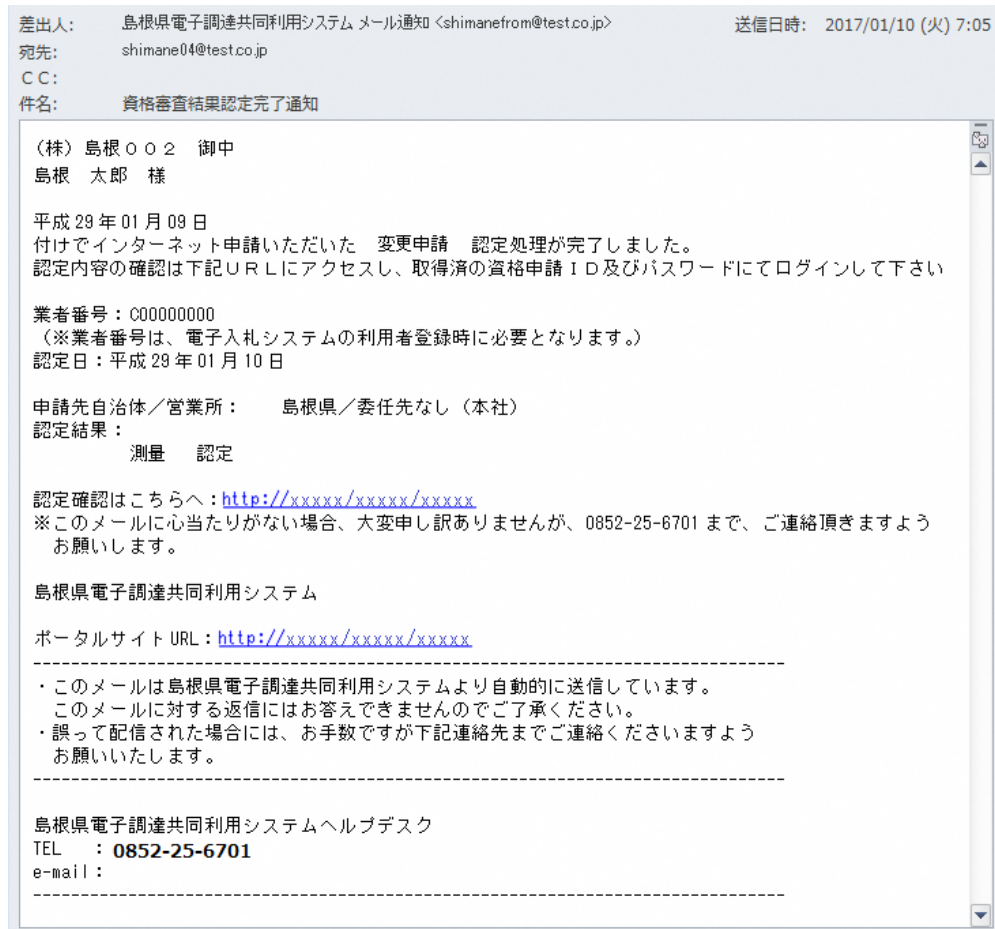 差出人: 島根県電子調達共同利用システム メール通知 <shimanefrom@test.co.jp> 送信日時: 2017/01/10 (火) 7:05
宛先: shimane04@test.co.jp
CC:
件名: 資格審査結果認定完了通知
(株)島根００２ 御中
島根 太郎 様
平成29年01月09日
付けでインターネット申請いただいた 変更申請 認定処理が完了しました。
認定内容の確認は下記ＵＲＬにアクセスし、取得済の資格申請ＩＤ及びパスワードにてログインして下さい
業者番号：C00000000
（※業者番号は、電子入札システムの利用者登録時に必要となります。）
認定日：平成29年01月10日
申請先自治体／営業所： 島根県／委任先なし（本社）
認定結果：
測量 認定
認定確認はこちらへ：http://xxxxx/xxxxx/xxxxx
※このメールに心当たりがない場合、大変申し訳ありませんが、0852-25-6701まで、ご連絡頂きますよう
お願いします。
島根県電子調達共同利用システム
ポータルサイトURL：http://xxxxx/xxxxx/xxxxx
-------------------------------------------------------------------------------
・このメールは島根県電子調達共同利用システムより自動的に送信しています。
このメールに対する返信にはお答えできませんのでご了承ください。
・誤って配信された場合には、お手数ですが下記連絡先までご連絡くださいますよう
お願いいたします。
-------------------------------------------------------------------------------
島根県電子調達共同利用システムヘルプデスク
TEL ：0852-25-6701
e-mail：
-------------------------------------------------------------------------------